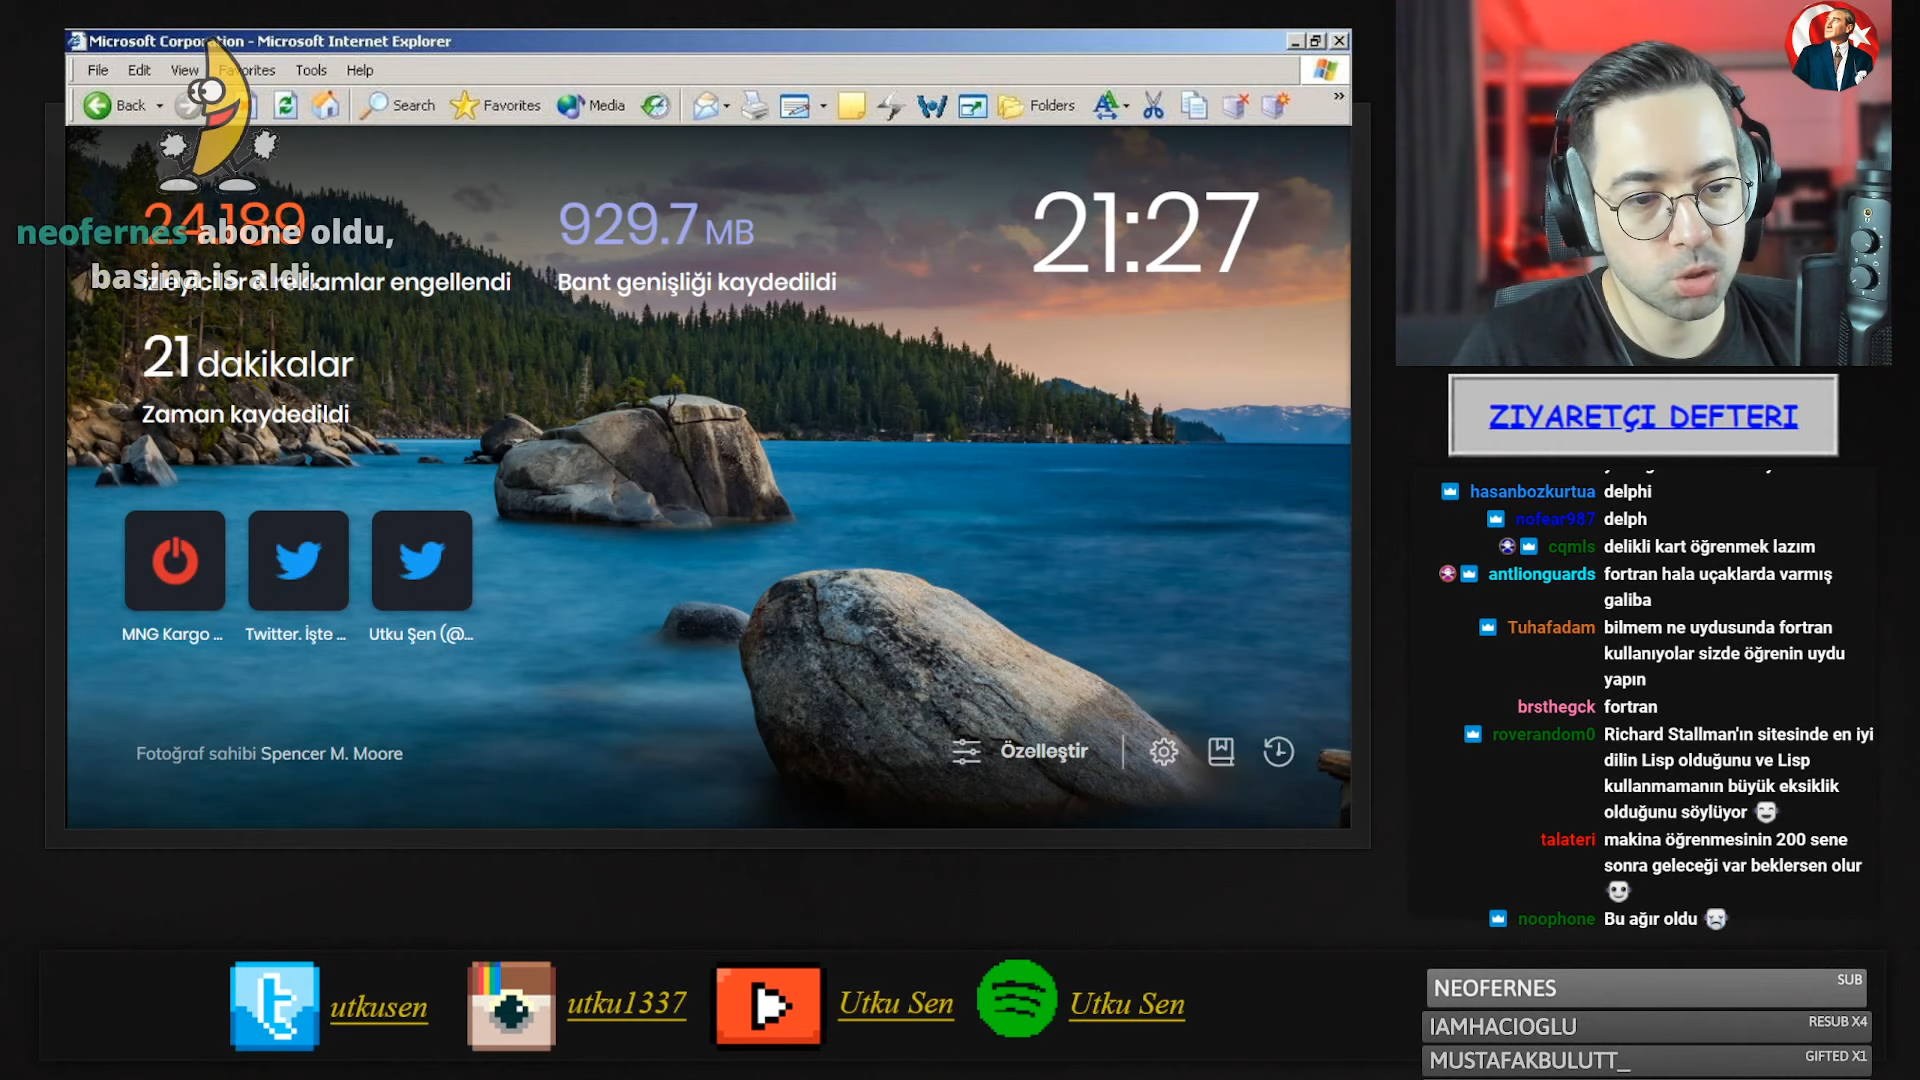 Microsoft Corporation - Microsoft Internet Explorer
File Edit View Favorites Tools Help
Back Search Favorites Media Folders »
24.189
neofernes abone oldu,
basina is aldi.
engellendi
929.7 MB
Bant genişliği kaydedildi
21:27
21 dakikalar
Zaman kaydedildi
MNG Kargo ... Twitter. İşte ... Utku Şen (@...
Fotoğraf sahibi Spencer M. Moore
Özelleştir
ZIYARETÇI DEFTERI
hasanbozkurtua delphi
nofear987 delph
cqmls delikli kart öğrenmek lazım
antlionguards fortran hala uçaklarda varmış
galiba
Tuhafadam bilmem ne uydusunda fortran
kullanıyolar sizde öğrenin uydu
yapın
brsthegck fortran
roverandom0 Richard Stallman'ın sitesinde en iyi
dilin Lisp olduğunu ve Lisp
kullanmamanın büyük eksiklik
olduğunu söylüyor
talateri makina öğrenmesinin 200 sene
sonra geleceği var beklersen olur
noophone Bu ağır oldu
utkusen utku1337 Utku Sen Utku Sen
NEOFERNES SUB
IAMHACIOGLU RESUB X4
MUSTAFAKBULUTT_ GIFTED X1